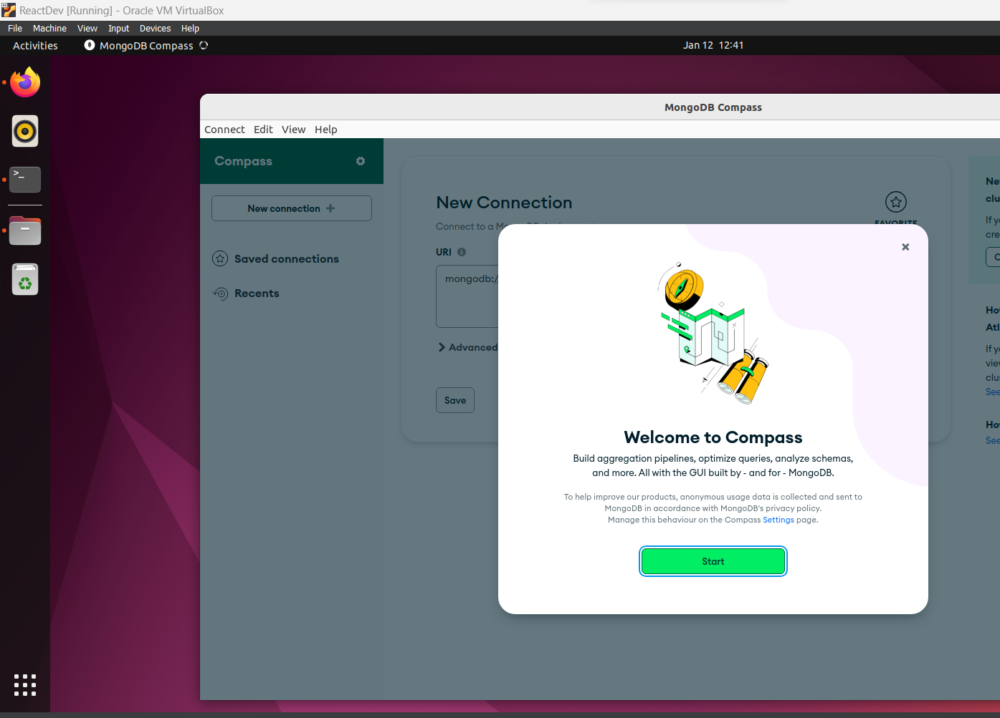 ReactDev [Running] - Oracle VM VirtualBox
File Machine View Input Devices Help
Activities MongoDB Compass Jan 12 12:41
MongoDB Compass
Connect Edit View Help
Compass
New connection
Saved connections
Recents
New Connection
Connect to a M
FAVORITE
URI
mongodb://
Advanced
Save
Welcome to Compass
Build aggregation pipelines, optimize queries, analyze schemas,
and more. All with the GUI built by - and for - MongoDB.
To help improve our products, anonymous usage data is collected and sent to
MongoDB in accordance with MongoDB's privacy policy.
Manage this behaviour on the Compass Settings page.
Start
Ne
clu
If y
cre
C
Ho
Atl
If y
vie
clu
See
Ho
See